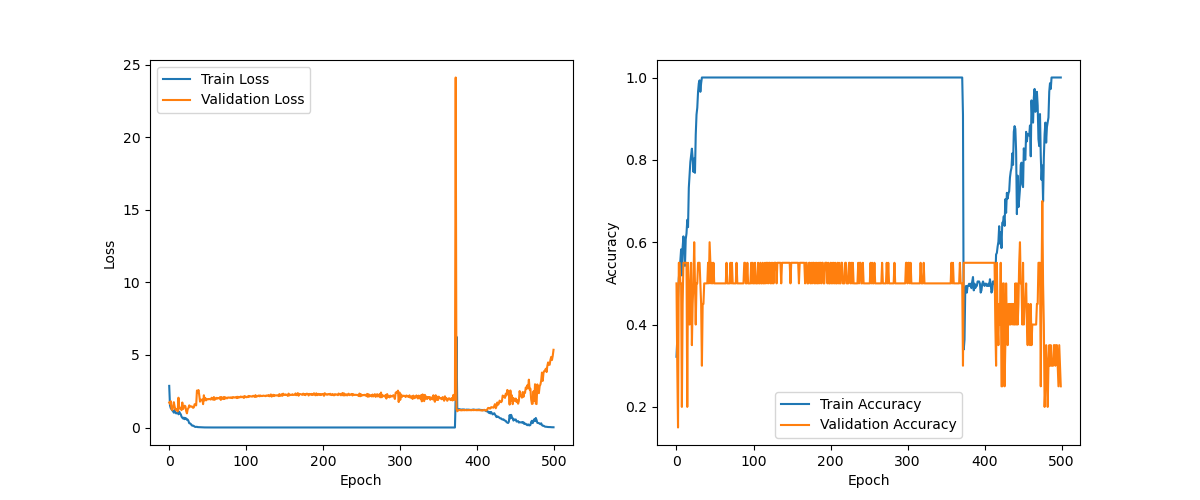 Train Loss
Validation Loss
25
20
15
10
5
0
Loss
0 100 200 300 400 500
Epoch
1.0
0.8
0.6
0.4
0.2
Accuracy
Train Accuracy
Validation Accuracy
0 100 200 300 400 500
Epoch